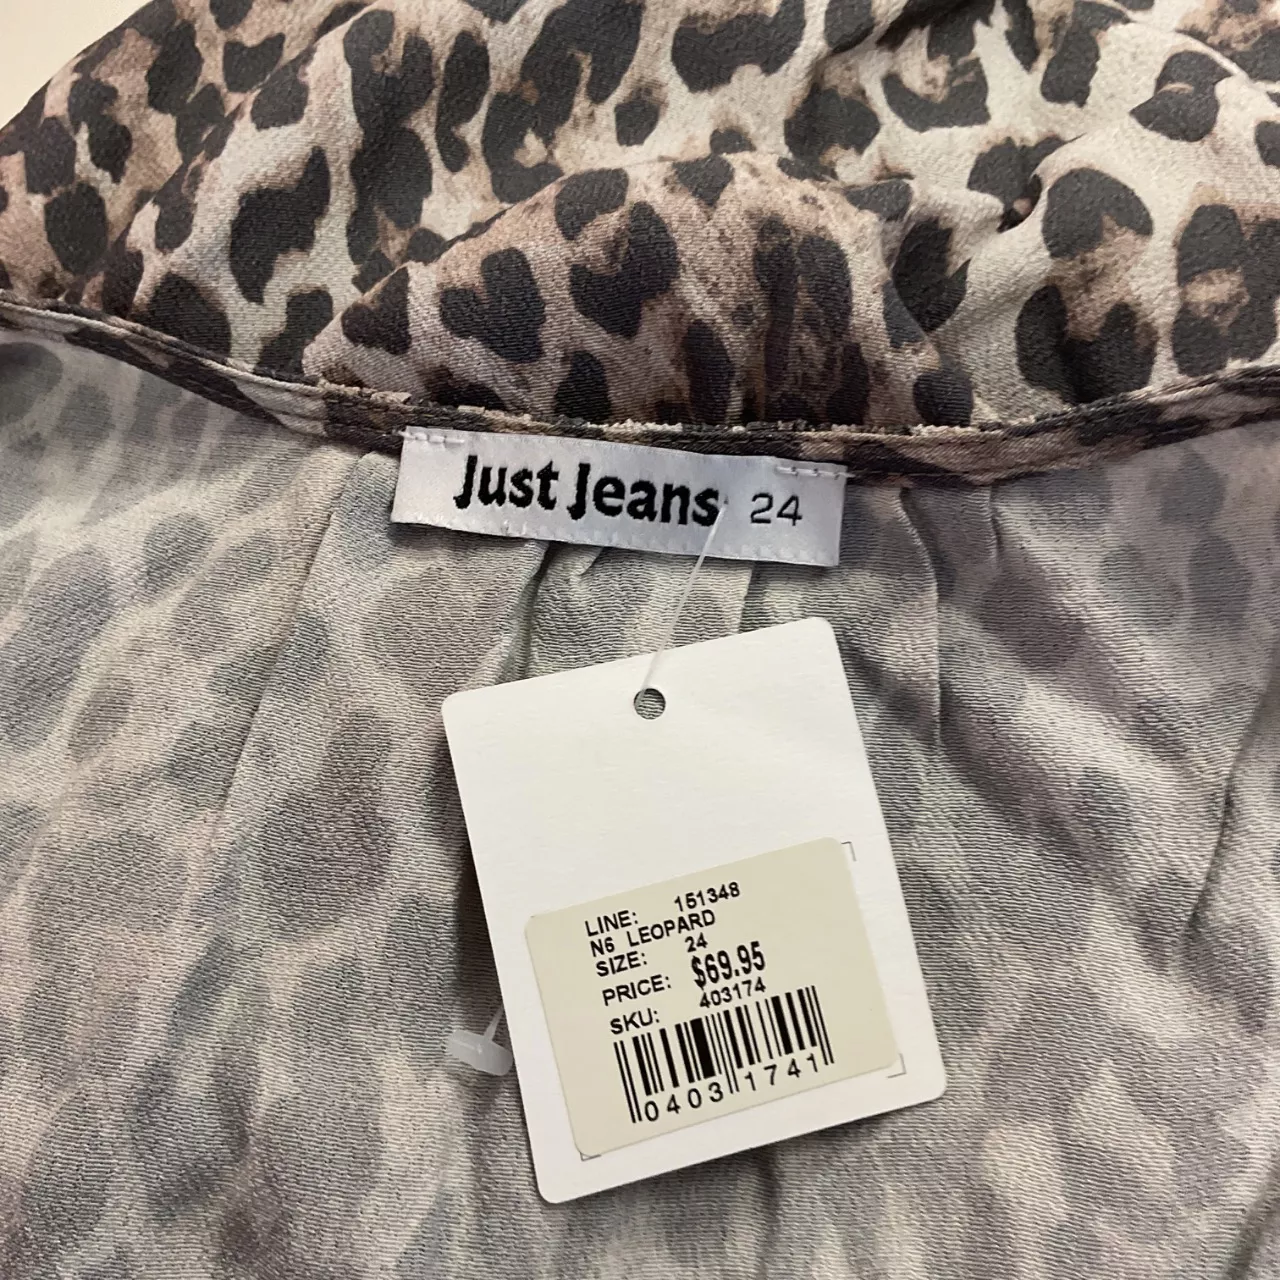 Just Jeans 24
LINE: 151348
N6 LEOPARD
SIZE: 24
PRICE: $69.95
SKU: 403174
0403 1741